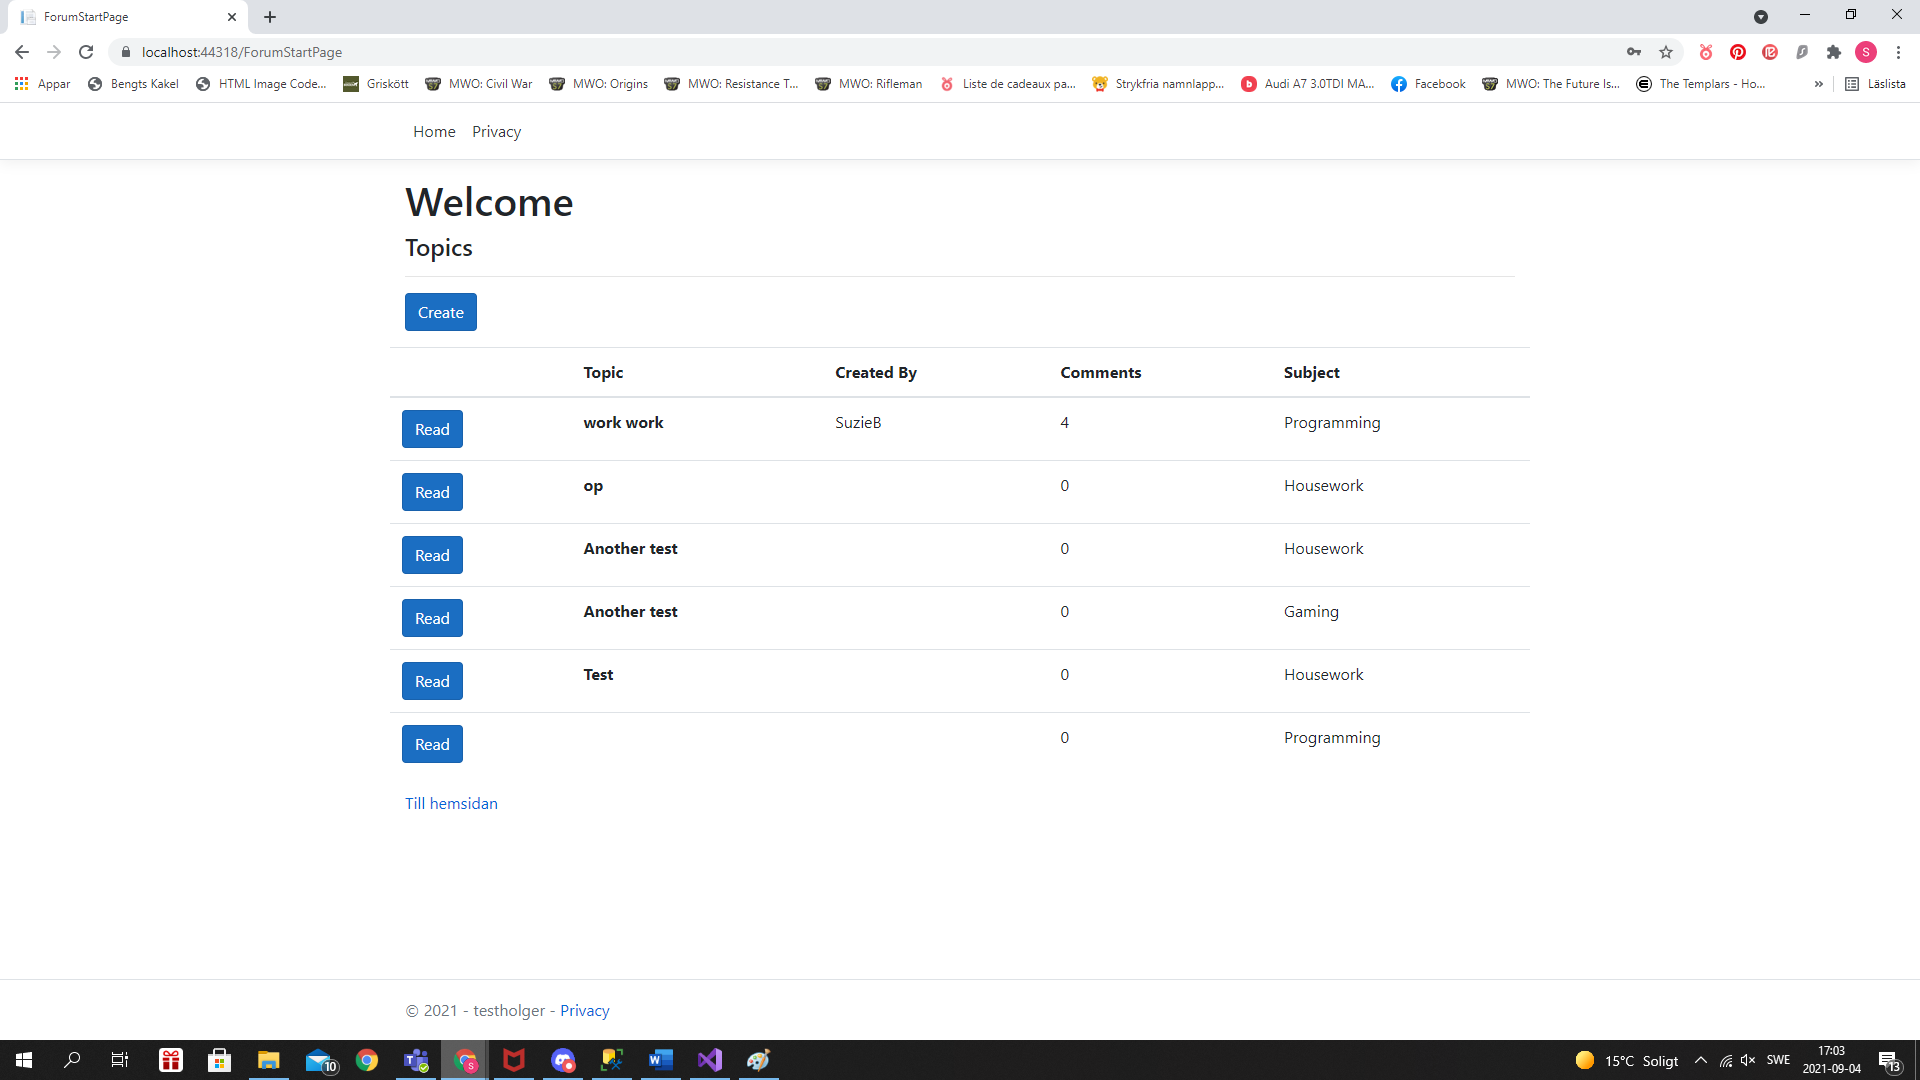 ForumStartPage
localhost:44318/ForumStartPage
S
Appar Bengts Kakel HTML Image Code... Griskött MWO: Civil War MWO: Origins MWO: Resistance T... MWO: Rifleman Liste de cadeaux pa... Strykfria namnlapp... Audi A7 3.0TDI MA... Facebook MWO: The Future Is... The Templars - Ho... » Läslista
Home Privacy
Welcome
Topics
Create
Topic Created By Comments Subject
Read work work SuzieB 4 Programming
Read op 0 Housework
Read Another test 0 Housework
Read Another test 0 Gaming
Read Test 0 Housework
Read 0 Programming
Till hemsidan
© 2021 - testholger - Privacy
10
15°C Soligt SWE 17:03
2021-09-04
13